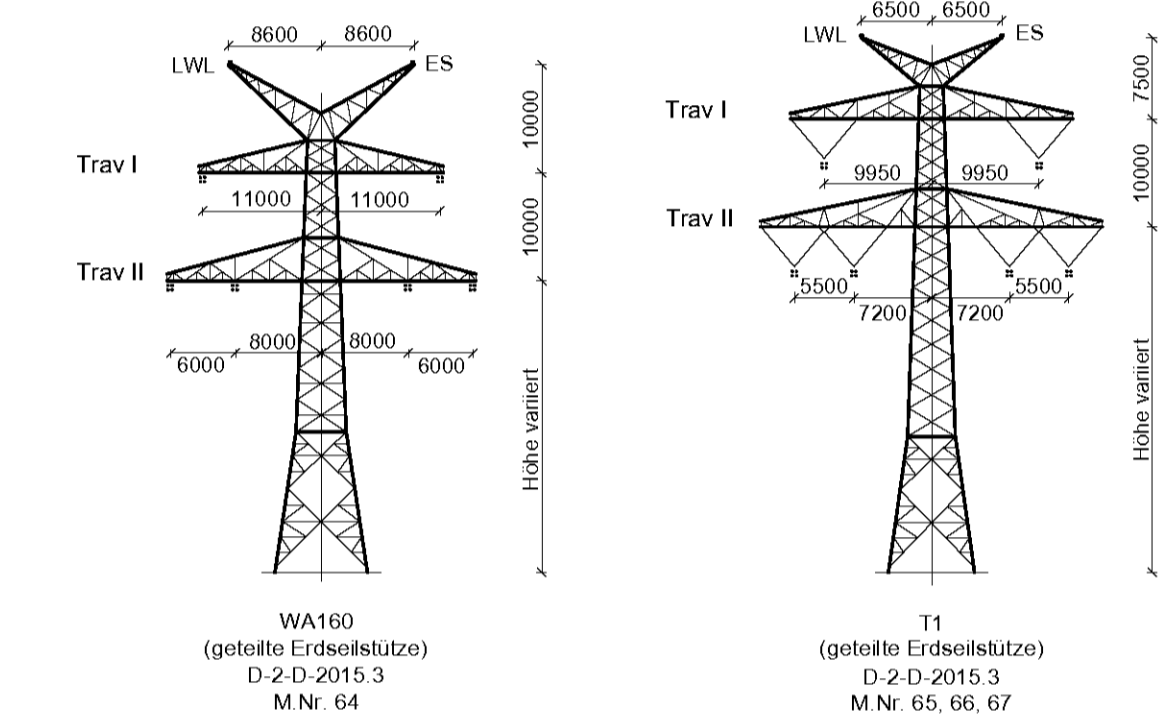 8600 8600
LWL ES
10000
Trav I
11000 11000
10000
Trav II
8000 8000
6000 6000
Höhe variiert
WA160
(geteilte Erdseilstütze)
D-2-D-2015.3
M.Nr. 64
6500 6500
LWL ES
7500
Trav I
9950 9950
10000
Trav II
5500 5500
7200 7200
Höhe variiert
T1
(geteilte Erdseilstütze)
D-2-D-2015.3
M.Nr. 65, 66, 67